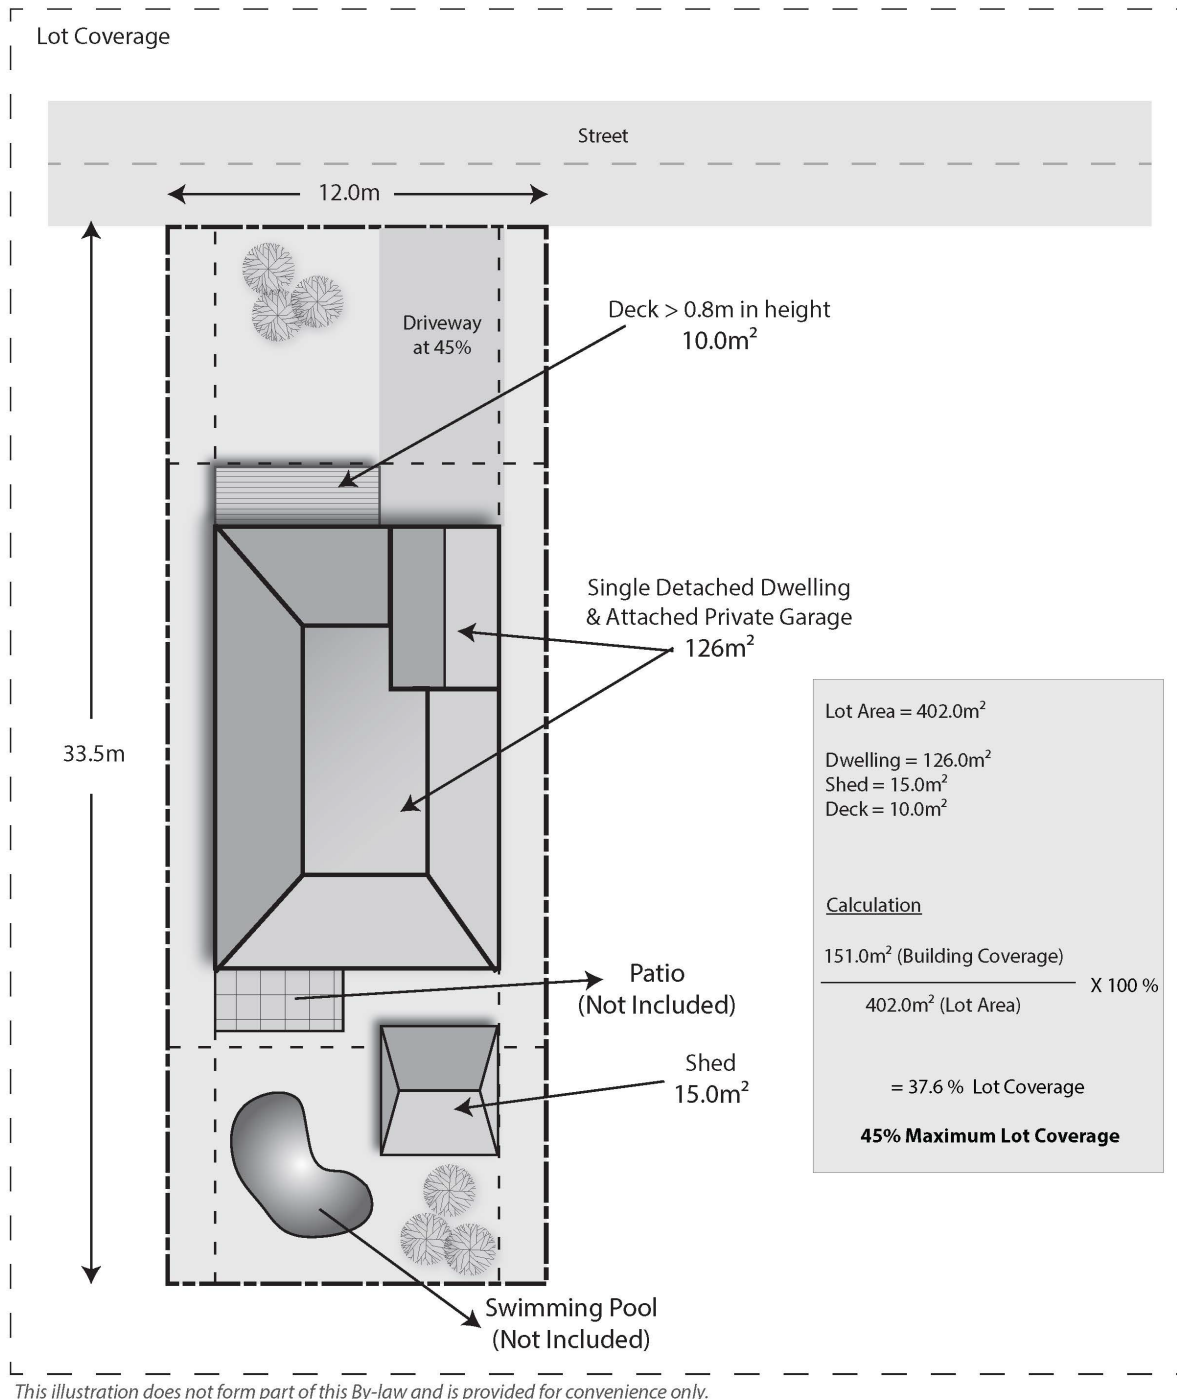 Lot Coverage
Street
12.0m
Driveway
at 45%
Deck > 0.8m in height
10.0m²
Single Detached Dwelling
& Attached Private Garage
126m²
33.5m
Lot Area = 402.0m²
Dwelling = 126.0m²
Shed = 15.0m²
Deck = 10.0m²
Calculation
151.0m² (Building Coverage)
X 100 %
402.0m² (Lot Area)
= 37.6 % Lot Coverage
45% Maximum Lot Coverage
Patio
(Not Included)
Shed
15.0m²
Swimming Pool
(Not Included)
This illustration does not form part of this By-law and is provided for convenience only.